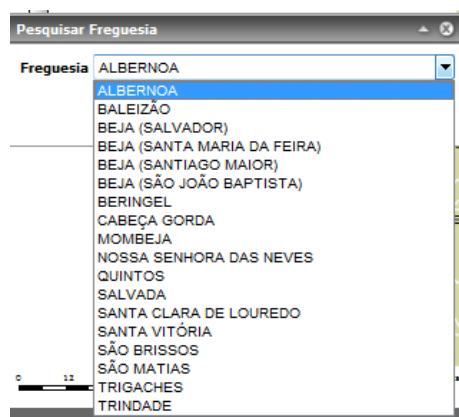 Pesquisar Freguesia
Freguesia ALBERNOA
ALBERNOA
BALEIZÃO
BEJA (SALVADOR)
BEJA (SANTA MARIA DA FEIRA)
BEJA (SANTIAGO MAIOR)
BEJA (SÃO JOÃO BAPTISTA)
BERINGEL
CABEÇA GORDA
MOMBEJA
NOSSA SENHORA DAS NEVES
QUINTOS
SALVADA
SANTA CLARA DE LOUREDO
SANTA VITÓRIA
SÃO BRISSOS
SÃO MATIAS
0 12
TRIGACHES
TRINDADE